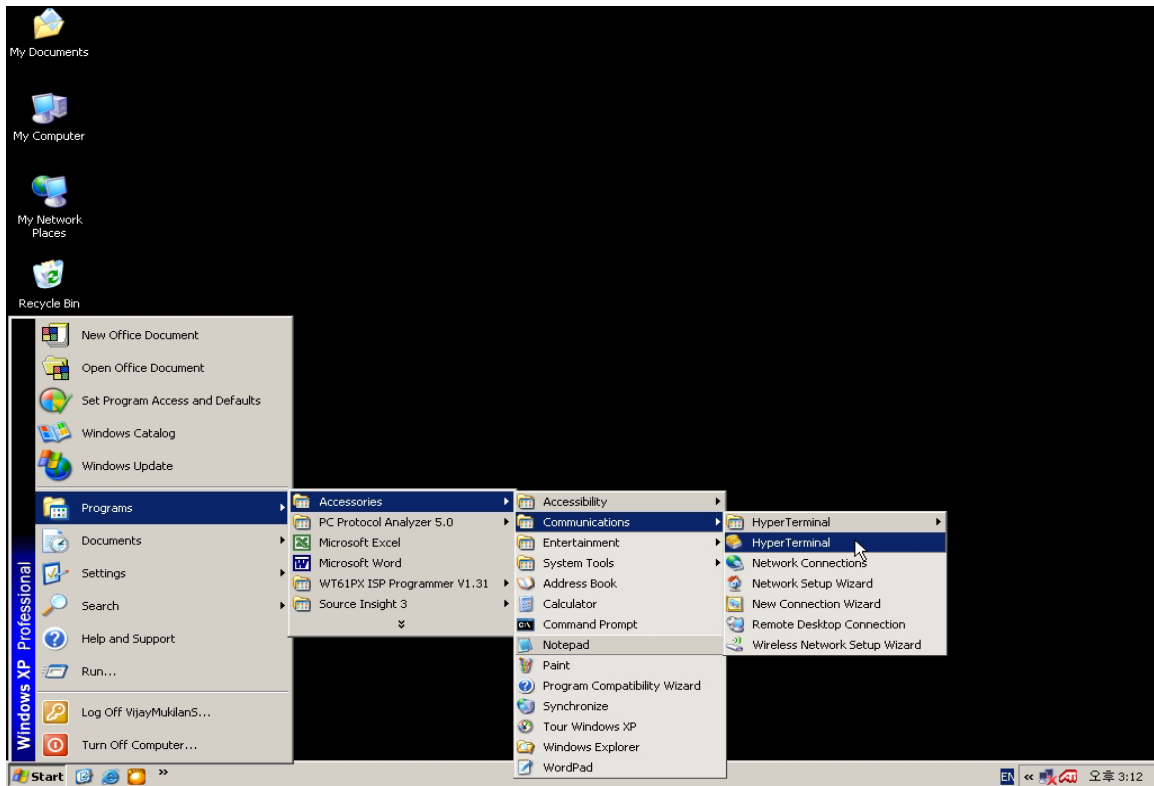 My Documents
My Computer
My Network
Places
Recycle Bin
New Office Document
Open Office Document
Set Program Access and Defaults
Windows Catalog
Windows Update
Programs
Documents
Settings
Search
Help and Support
Run...
Log Off VijayMukilanS...
Turn Off Computer...
Windows XP Professional
Accessories
PC Protocol Analyzer 5.0
Microsoft Excel
Microsoft Word
WT61PX ISP Programmer V1.31
Source Insight 3
Accessibility
Communications
Entertainment
System Tools
Address Book
Calculator
Command Prompt
Notepad
Paint
Program Compatibility Wizard
Synchronize
Tour Windows XP
Windows Explorer
WordPad
HyperTerminal
HyperTerminal
Network Connections
Network Setup Wizard
New Connection Wizard
Remote Desktop Connection
Wireless Network Setup Wizard
Start
EN
오후 3:12